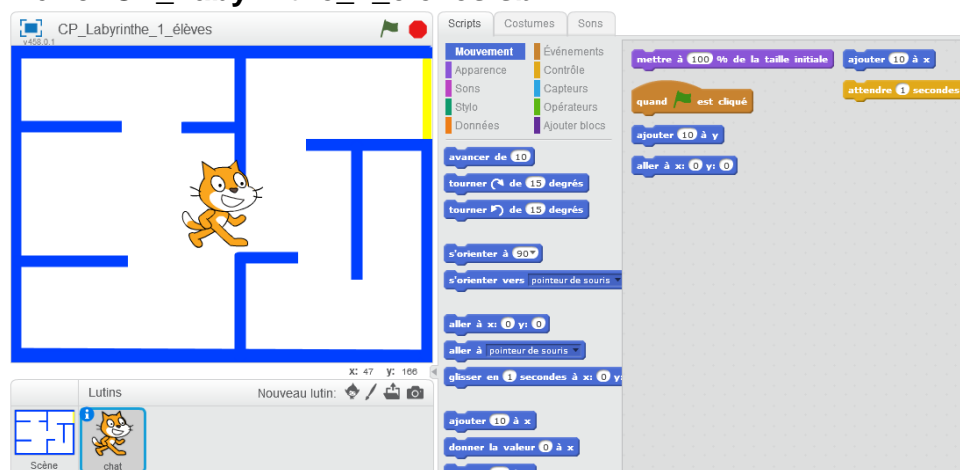 CP_Labyrinthe_1_élèves
v458.0.1
x: 47 y: 166
Lutins
Nouveau lutin:
Scène
chat
Scripts
Costumes
Sons
Mouvement
Événements
Apparence
Contrôle
Sons
Capteurs
Stylo
Opérateurs
Données
Ajouter blocs
avancer de 10
tourner de 15 degrés
tourner de 15 degrés
s'orienter à 90
s'orienter vers pointeur de souris
aller à x: 0 y: 0
aller à pointeur de souris
glisser en 1 secondes à x: 0 y:
ajouter 10 à x
donner la valeur 0 à x
mettre à 100 % de la taille initiale
quand est cliqué
ajouter 10 à y
aller à x: 0 y: 0
ajouter 10 à x
attendre 1 secondes